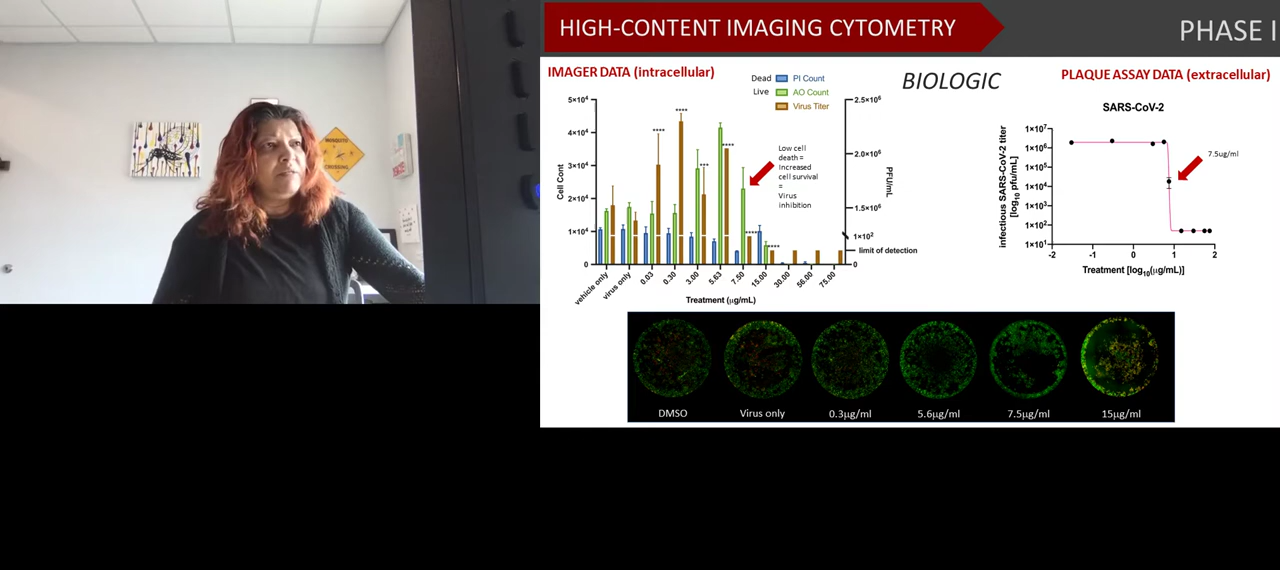 MOSQUITO
CROSSING
HIGH-CONTENT IMAGING CYTOMETRY
PHASE I
IMAGER DATA (intracellular)
Dead PI Count
Live AO Count
Virus Titer
BIOLOGIC
PLAQUE ASSAY DATA (extracellular)
5×10⁴
4×10⁴
3×10⁴
2×10⁴
1×10⁴
0
Cell Cont
****
****
***
****
****
****
Low cell
death =
Increased
cell survival
=
Virus
inhibition
2.5×10⁶
2.0×10⁶
1.5×10⁶
1×10²
limit of detection
0
PFU/mL
vehicle only
virus only
0.03
0.30
3.00
5.63
7.50
15.00
30.00
56.00
75.00
Treatment (μg/mL)
SARS-CoV-2
infectious SARS-CoV-2 titer
[log₁₀ pfu/mL]
1×10⁷
1×10⁶
1×10⁵
1×10⁴
1×10³
1×10²
1×10¹
7.5ug/ml
-2 -1 0 1 2
Treatment [log₁₀(μg/mL)]
DMSO
Virus only
0.3μg/ml
5.6μg/ml
7.5μg/ml
15μg/ml